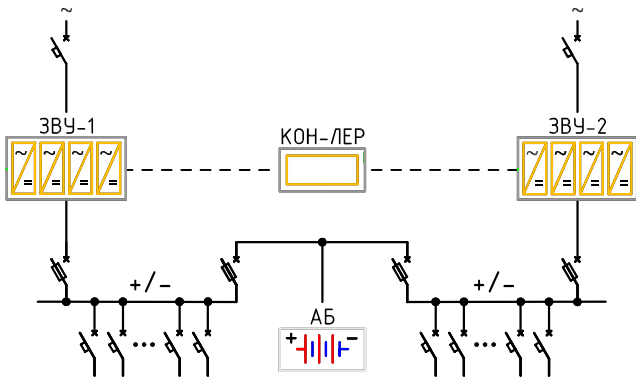 ~ ~
ЗВУ-1 ЗВУ-2
КОН-ЛЕР
~ ~ ~ ~ ~ ~ ~ ~
= = = = = = = =
+/- +/-
АБ
... ...
+ -